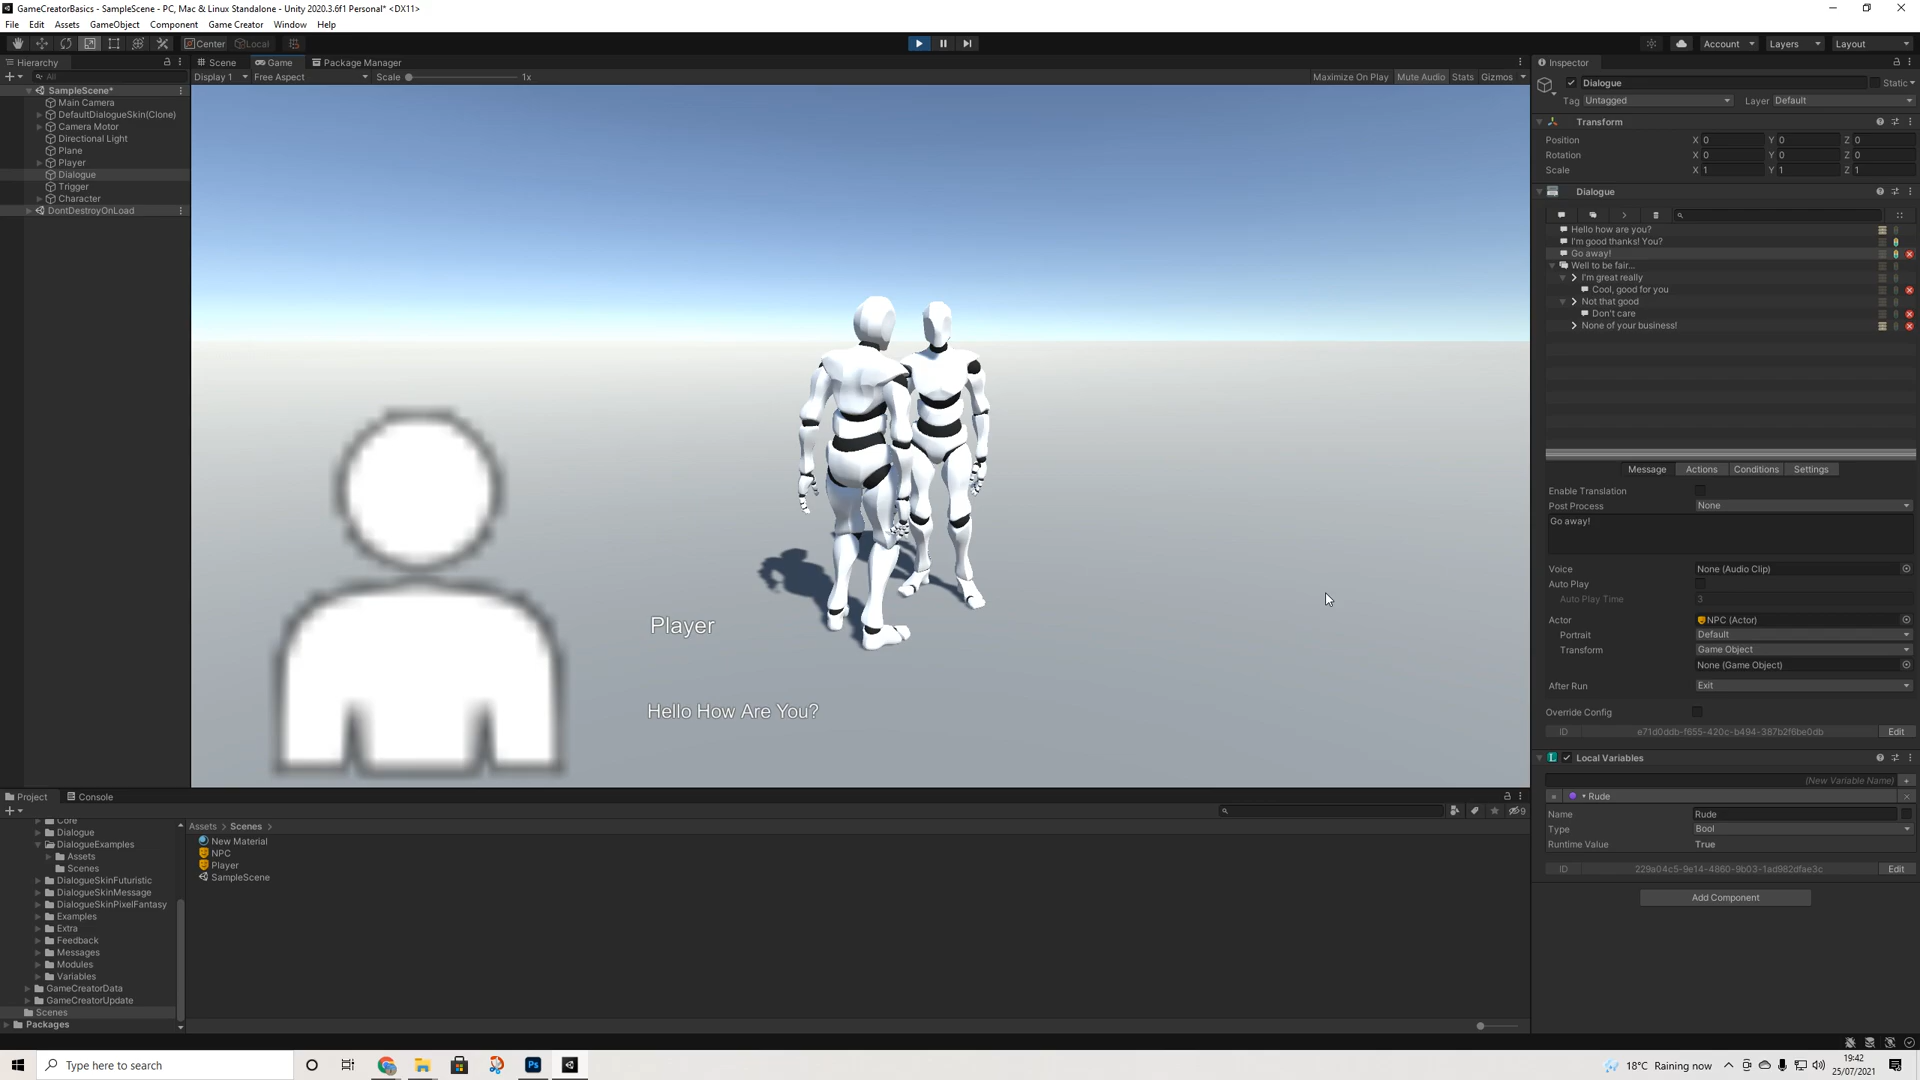 GameCreatorBasics - SampleScene - PC, Mac & Linux Standalone - Unity 2020.3.6f1 Personal* <DX11>
File Edit Assets GameObject Component Game Creator Window Help
Center Local
Account Layers Layout
Hierarchy
All
SampleScene*
Main Camera
DefaultDialogueSkin(Clone)
Camera Motor
Directional Light
Plane
Player
Dialogue
Trigger
Character
DontDestroyOnLoad
Scene Game Package Manager
Display 1 Free Aspect Scale 1x
Maximize On Play Mute Audio Stats Gizmos
Player
Hello How Are You?
Inspector
Dialogue Static
Tag Untagged Layer Default
Transform
Position X 0 Y 0 Z 0
Rotation X 0 Y 0 Z 0
Scale X 1 Y 1 Z 1
Dialogue
Hello how are you?
I'm good thanks! You?
Go away!
Well to be fair...
I'm great really
Cool, good for you
Not that good
Don't care
None of your business!
Message Actions Conditions Settings
Enable Translation
Post Process None
Go away!
Voice None (Audio Clip)
Auto Play
Auto Play Time 3
Actor NPC (Actor)
Portrait Default
Transform Game Object
None (Game Object)
After Run Exit
Override Config
ID e71d0ddb-f655-420c-b494-387b2f6be0db Edit
Local Variables
(New Variable Name) +
Rude
Name Rude
Type Bool
Runtime Value True
ID 229a04c5-9e14-4860-9b03-1ad982dfae3c Edit
Add Component
Project Console
9
Core
Dialogue
DialogueExamples
Assets
Scenes
DialogueSkinFuturistic
DialogueSkinMessage
DialogueSkinPixelFantasy
Examples
Extra
Feedback
Messages
Modules
Variables
GameCreatorData
GameCreatorUpdate
Scenes
Packages
Assets > Scenes >
New Material
NPC
Player
SampleScene
Type here to search
Ps
18°C Raining now
19:42
25/07/2021